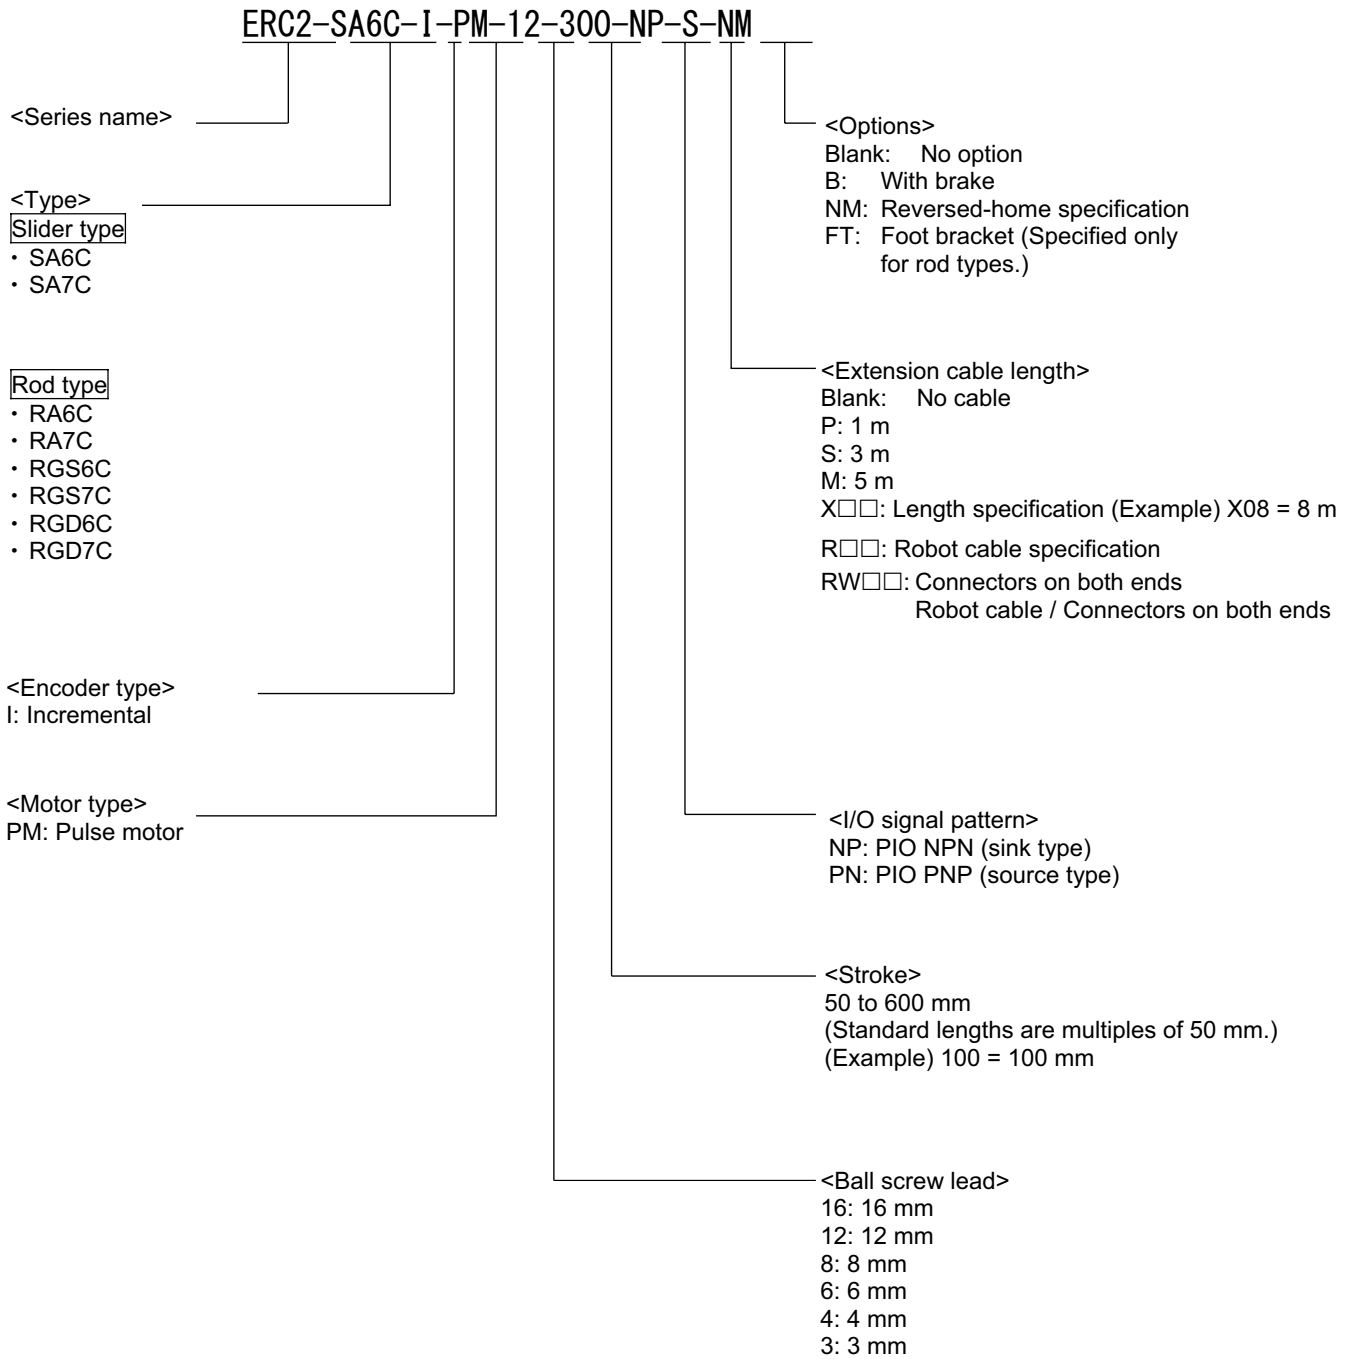 ERC2-SA6C-I-PM-12-300-NP-S-NM
<Series name>
<Type>
Slider type
・ SA6C
・ SA7C
Rod type
・ RA6C
・ RA7C
・ RGS6C
・ RGS7C
・ RGD6C
・ RGD7C
<Encoder type>
I: Incremental
<Motor type>
PM: Pulse motor
<Options>
Blank: No option
B: With brake
NM: Reversed-home specification
FT: Foot bracket (Specified only
for rod types.)
<Extension cable length>
Blank: No cable
P: 1 m
S: 3 m
M: 5 m
X□□: Length specification (Example) X08 = 8 m
R□□: Robot cable specification
RW□□: Connectors on both ends
Robot cable / Connectors on both ends
<I/O signal pattern>
NP: PIO NPN (sink type)
PN: PIO PNP (source type)
<Stroke>
50 to 600 mm
(Standard lengths are multiples of 50 mm.)
(Example) 100 = 100 mm
<Ball screw lead>
16: 16 mm
12: 12 mm
8: 8 mm
6: 6 mm
4: 4 mm
3: 3 mm